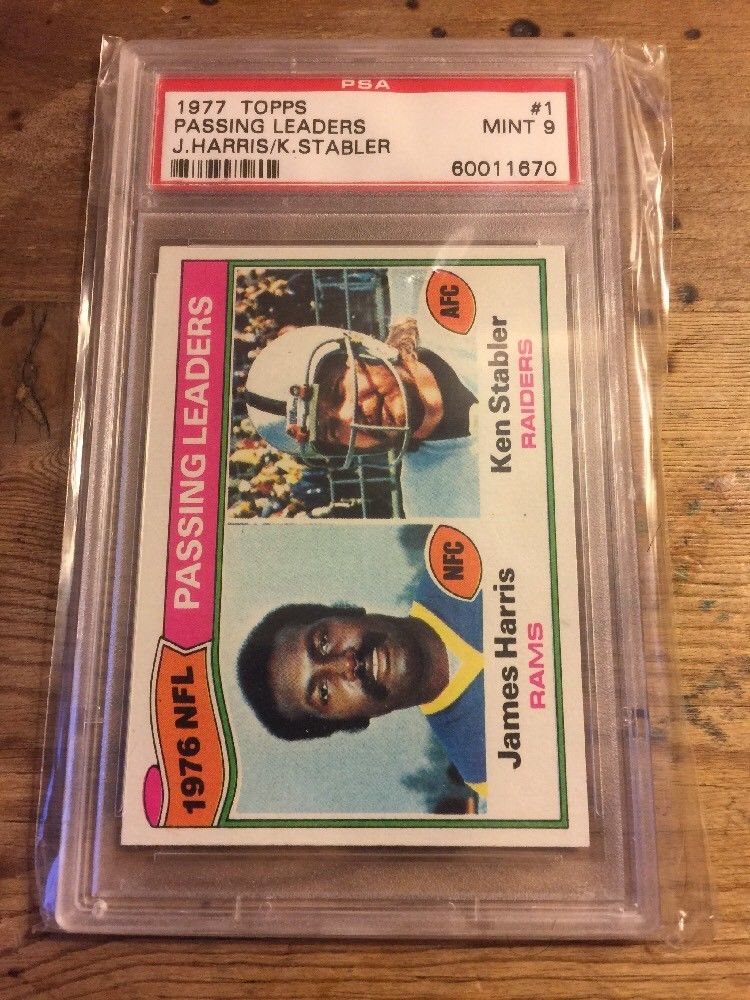 PSA
1977 TOPPS #1
PASSING LEADERS MINT 9
J.HARRIS/K.STABLER
60011670
1976 NFL PASSING LEADERS
NFC
James Harris
RAMS
AFC
Ken Stabler
RAIDERS